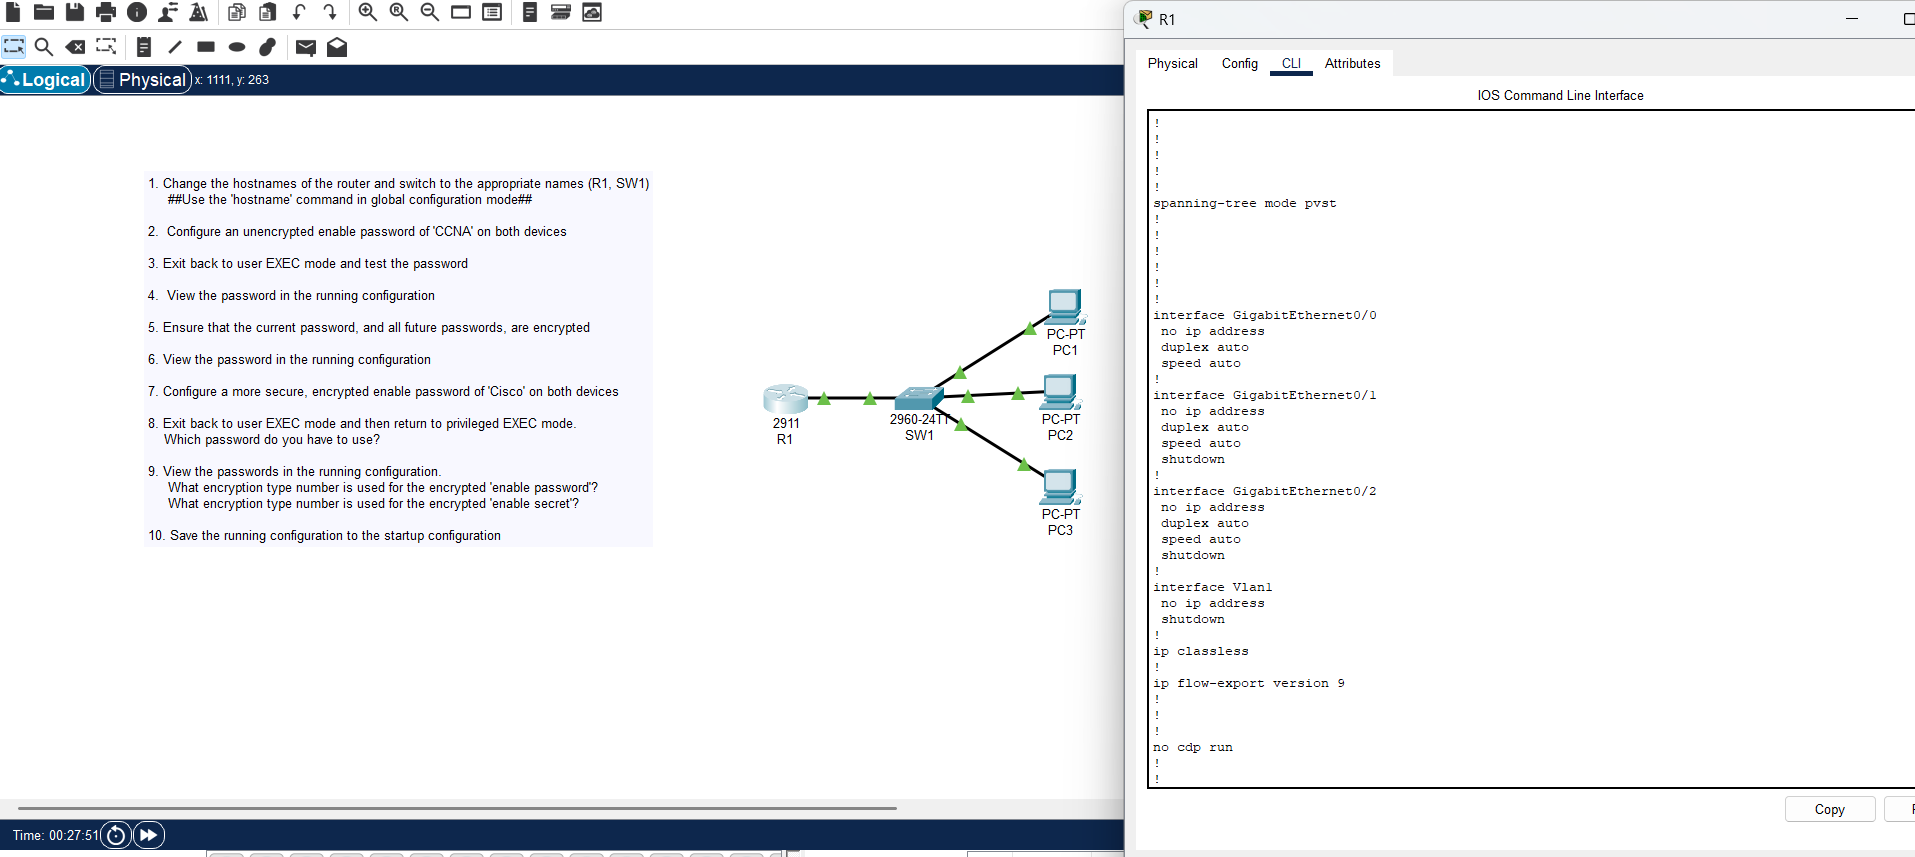 Logical
Physical
x: 1111, y: 263
1. Change the hostnames of the router and switch to the appropriate names (R1, SW1)
##Use the 'hostname' command in global configuration mode##
2. Configure an unencrypted enable password of 'CCNA' on both devices
3. Exit back to user EXEC mode and test the password
4. View the password in the running configuration
5. Ensure that the current password, and all future passwords, are encrypted
6. View the password in the running configuration
7. Configure a more secure, encrypted enable password of 'Cisco' on both devices
8. Exit back to user EXEC mode and then return to privileged EXEC mode.
Which password do you have to use?
9. View the passwords in the running configuration.
What encryption type number is used for the encrypted 'enable password'?
What encryption type number is used for the encrypted 'enable secret'?
10. Save the running configuration to the startup configuration
PC-PT
PC1
2911
R1
2960-24TT
SW1
PC-PT
PC2
PC-PT
PC3
Time: 00:27:51
R1
Physical
Config
CLI
Attributes
IOS Command Line Interface
!
!
!
!
!
spanning-tree mode pvst
!
!
!
!
!
!
interface GigabitEthernet0/0
no ip address
duplex auto
speed auto
!
interface GigabitEthernet0/1
no ip address
duplex auto
speed auto
shutdown
!
interface GigabitEthernet0/2
no ip address
duplex auto
speed auto
shutdown
!
interface Vlan1
no ip address
shutdown
!
ip classless
!
ip flow-export version 9
!
!
!
no cdp run
!
!
Copy